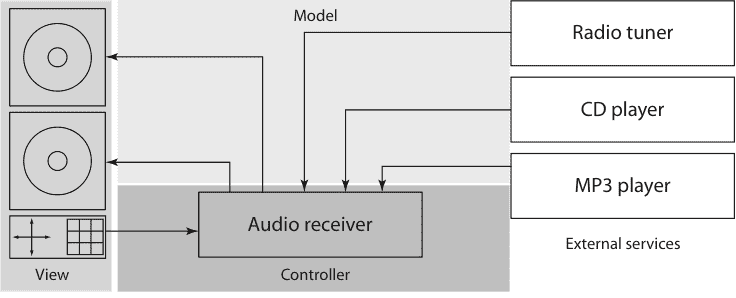 Model
Radio tuner
CD player
MP3 player
Audio receiver
External services
View
Controller